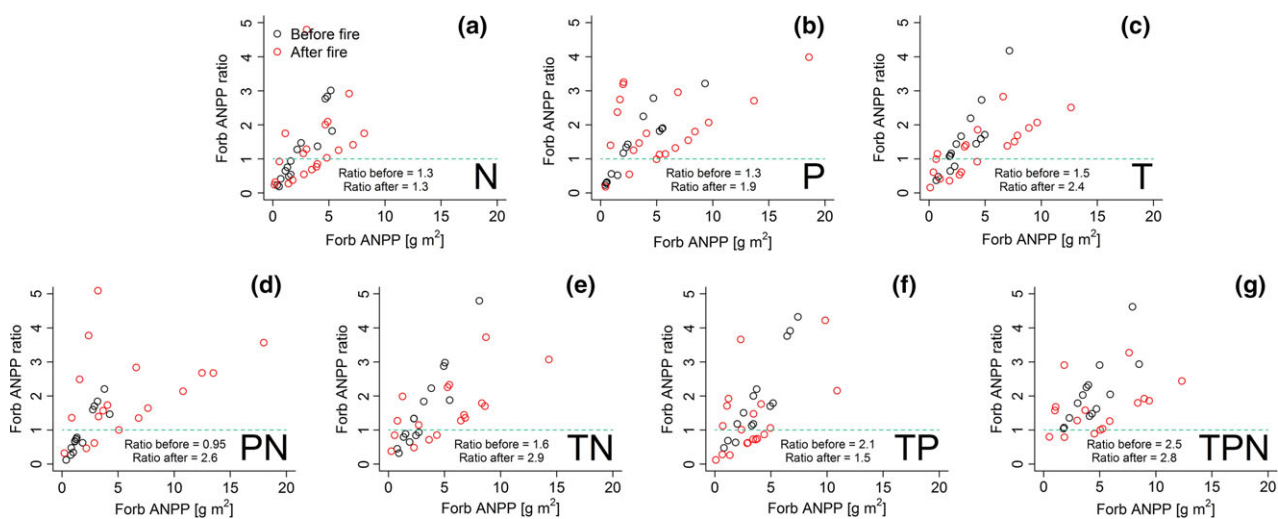 (a)
Before fire
After fire
Forb ANPP ratio
5
4
3
2
1
0
Ratio before = 1.3
Ratio after = 1.3
N
0 5 10 15 20
Forb ANPP [g m²]
(b)
Forb ANPP ratio
5
4
3
2
1
0
Ratio before = 1.3
Ratio after = 1.9
P
0 5 10 15 20
Forb ANPP [g m²]
(c)
Forb ANPP ratio
5
4
3
2
1
0
Ratio before = 1.5
Ratio after = 2.4
T
0 5 10 15 20
Forb ANPP [g m²]
(d)
Forb ANPP ratio
5
4
3
2
1
0
Ratio before = 0.95
Ratio after = 2.6
PN
0 5 10 15 20
Forb ANPP [g m²]
(e)
Forb ANPP ratio
5
4
3
2
1
0
Ratio before = 1.6
Ratio after = 2.9
TN
0 5 10 15 20
Forb ANPP [g m²]
(f)
Forb ANPP ratio
5
4
3
2
1
0
Ratio before = 2.1
Ratio after = 1.5
TP
0 5 10 15 20
Forb ANPP [g m²]
(g)
Forb ANPP ratio
5
4
3
2
1
0
Ratio before = 2.5
Ratio after = 2.8
TPN
0 5 10 15 20
Forb ANPP [g m²]